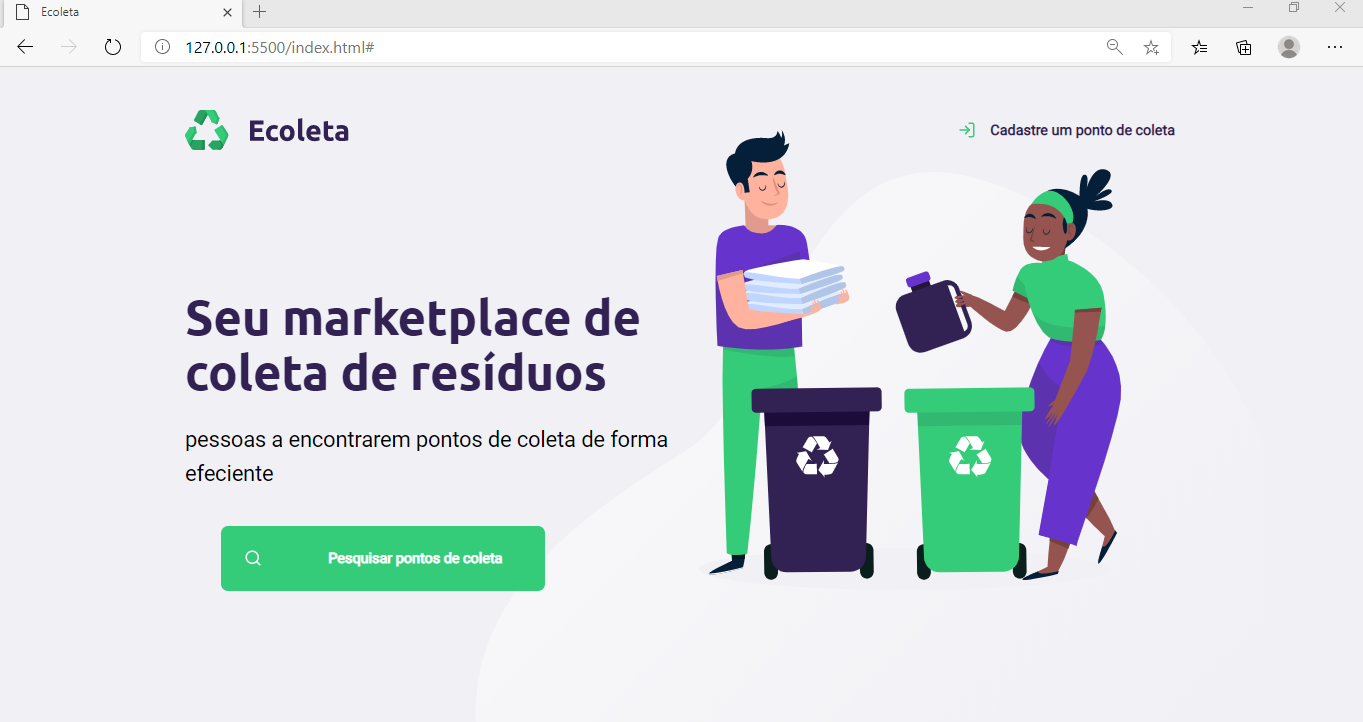 Ecoleta
127.0.0.1:5500/index.html#
Ecoleta
Cadastre um ponto de coleta
Seu marketplace de
coleta de resíduos
pessoas a encontrarem pontos de coleta de forma
efeciente
Pesquisar pontos de coleta